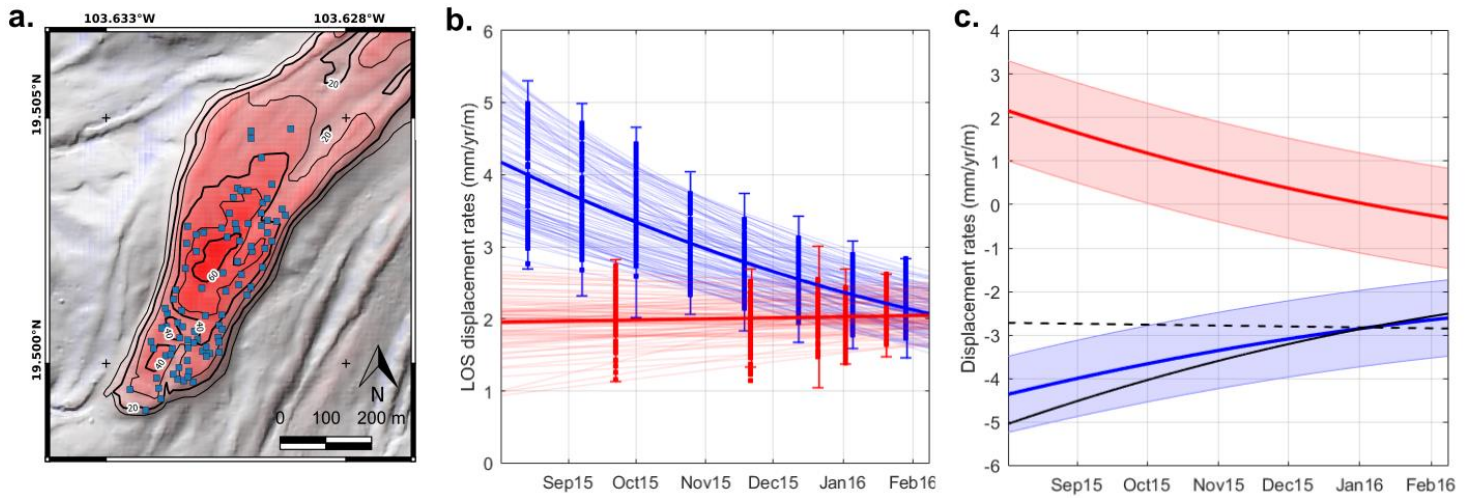 a.
103.633°W
103.628°W
19.505°N
19.500°N
20
20
60
40
40
40
20
N
0 100 200 m
b.
LOS displacement rates (mm/yr/m)
6
5
4
3
2
1
0
Sep15 Oct15 Nov15 Dec15 Jan16 Feb16
c.
Displacement rates (mm/yr/m)
4
3
2
1
0
-1
-2
-3
-4
-5
-6
Sep15 Oct15 Nov15 Dec15 Jan16 Feb16